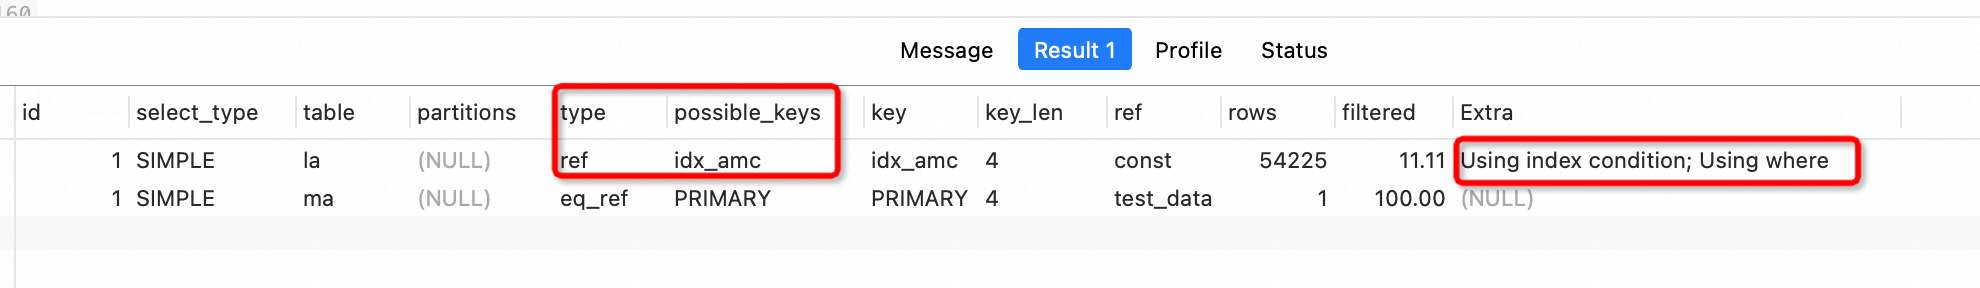 160
Message Result 1 Profile Status
id select_type table partitions type possible_keys key key_len ref rows filtered Extra
1 SIMPLE la (NULL) ref idx_amc idx_amc 4 const 54225 11.11 Using index condition; Using where
1 SIMPLE ma (NULL) eq_ref PRIMARY PRIMARY 4 test_data 1 100.00 (NULL)